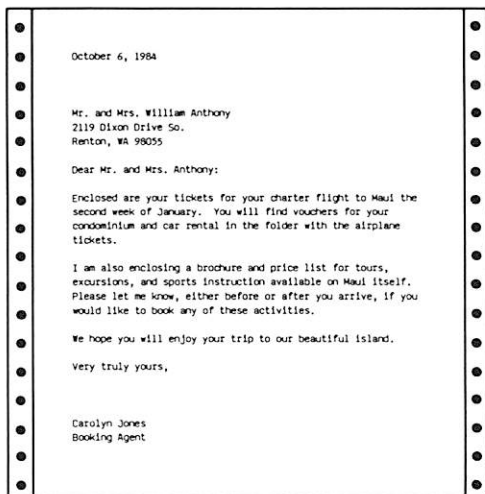 October 6, 1984
Mr. and Mrs. William Anthony
2119 Dixon Drive So.
Renton, WA 98055
Dear Mr. and Mrs. Anthony:
Enclosed are your tickets for your charter flight to Maui the
second week of January. You will find vouchers for your
condominium and car rental in the folder with the airplane
tickets.
I am also enclosing a brochure and price list for tours,
excursions, and sports instruction available on Maui itself.
Please let me know, either before or after you arrive, if you
would like to book any of these activities.
We hope you will enjoy your trip to our beautiful island.
Very truly yours,
Carolyn Jones
Booking Agent